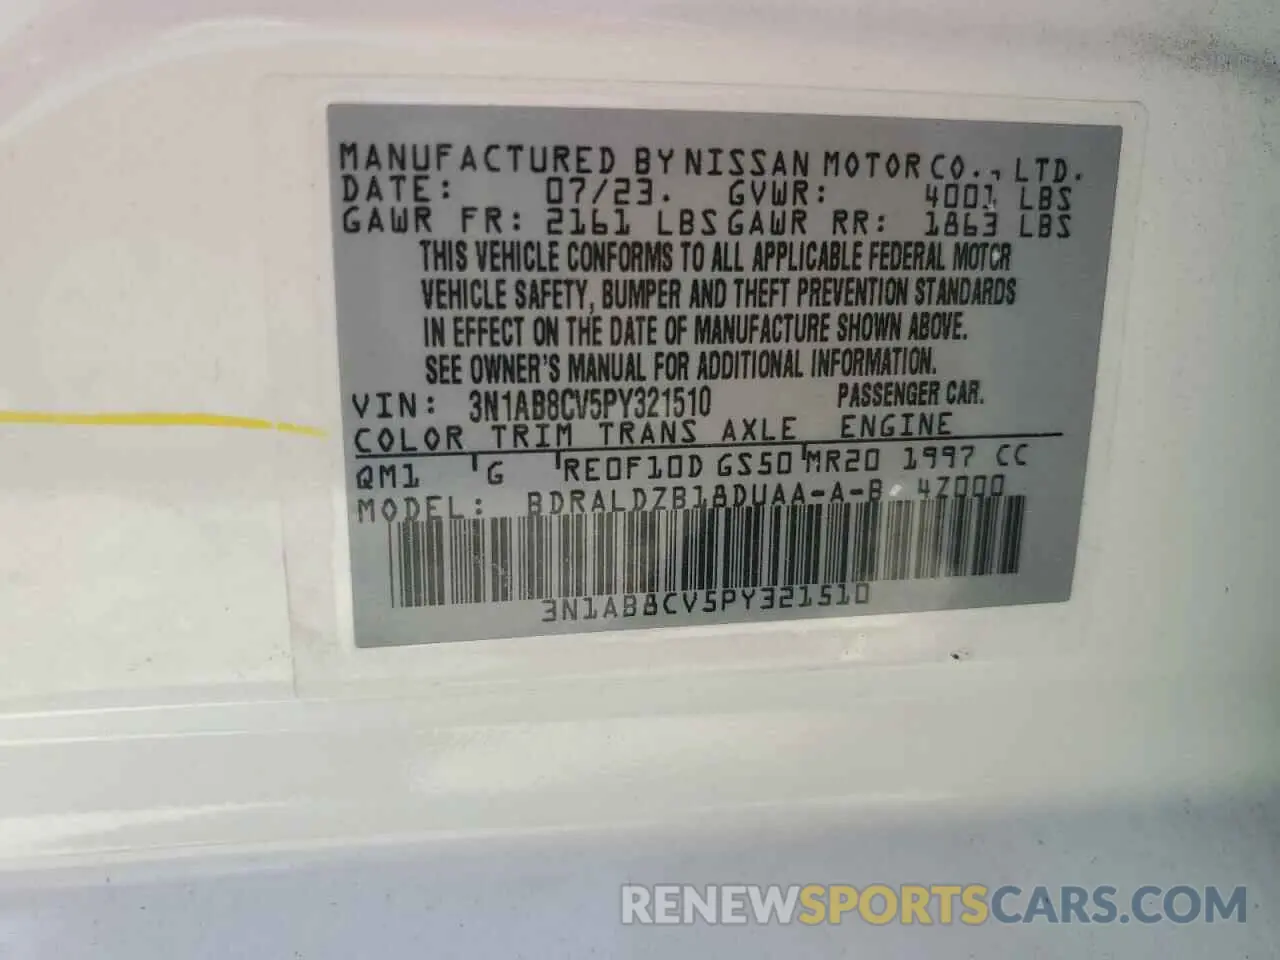 MANUFACTURED BY NISSAN MOTOR CO., LTD.
DATE: 07/23. GVWR: 4001 LBS
GAWR FR: 2161 LBS GAWR RR: 1863 LBS
THIS VEHICLE CONFORMS TO ALL APPLICABLE FEDERAL MOTOR
VEHICLE SAFETY, BUMPER AND THEFT PREVENTION STANDARDS
IN EFFECT ON THE DATE OF MANUFACTURE SHOWN ABOVE.
SEE OWNER'S MANUAL FOR ADDITIONAL INFORMATION.
VIN: 3N1AB8CV5PY321510 PASSENGER CAR.
COLOR TRIM TRANS AXLE ENGINE
QM1 G RE0F10D GS50 MR20 1997 CC
MODEL: BDRALDZB18DUAA-A-B. 4Z000
3N1AB8CV5PY321510
RENEWSPORTSCARS.COM